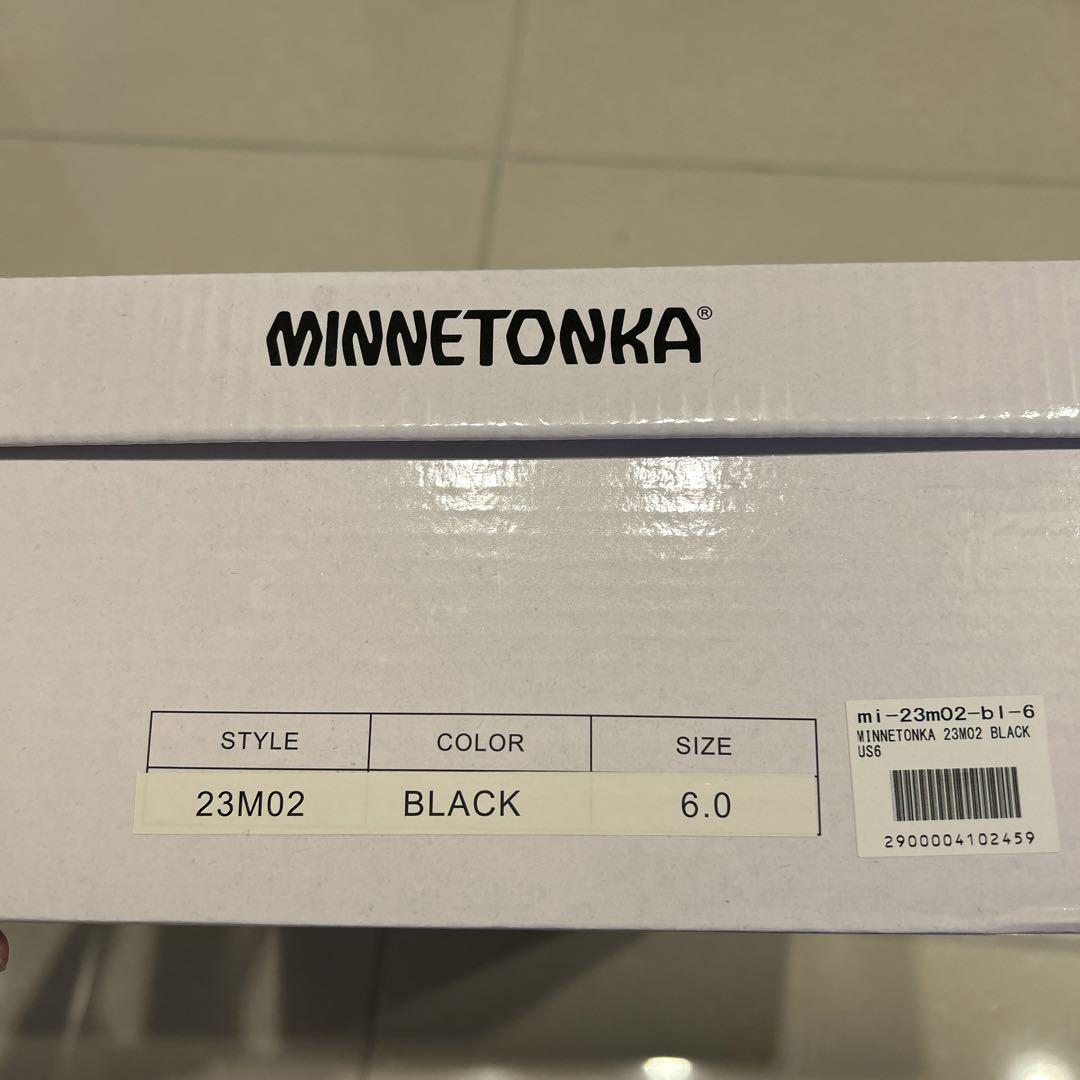 MINNETONKA®
STYLE COLOR SIZE
23M02 BLACK 6.0
mi-23m02-bl-6
MINNETONKA 23M02 BLACK
US6
2900004102459